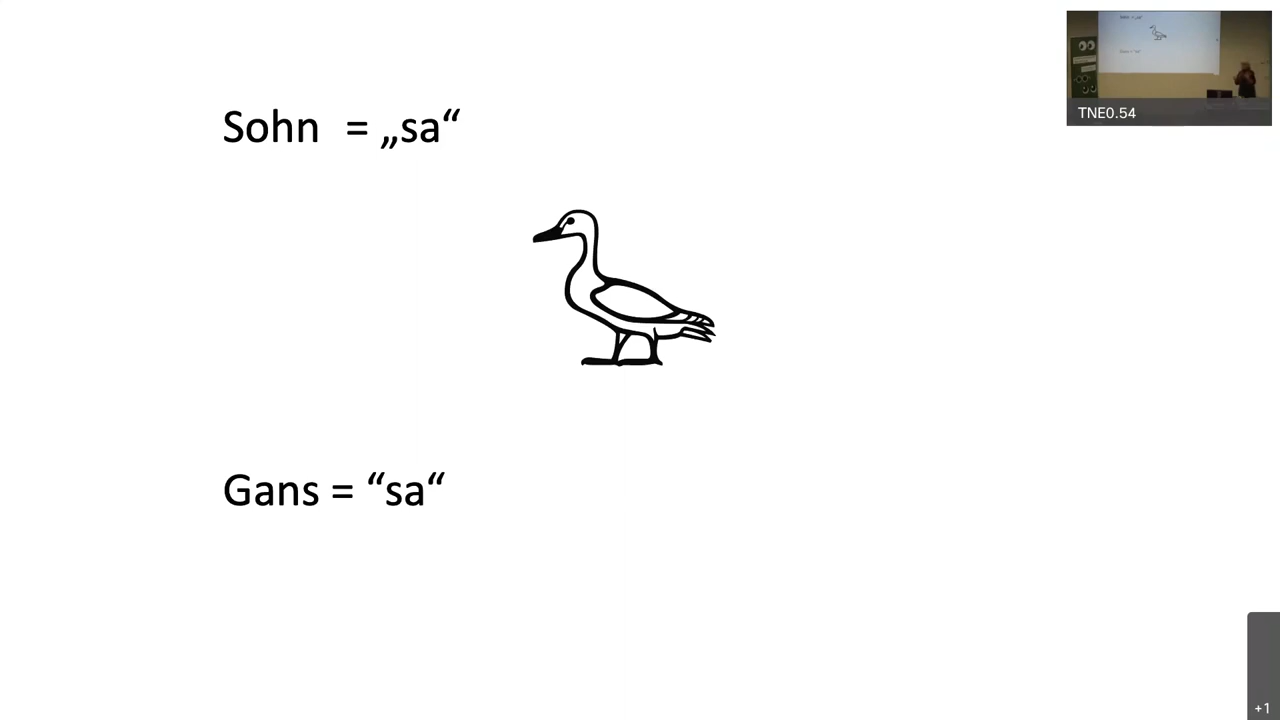 Sohn = „sa“
Gans = “sa“
TNE0.54
+1